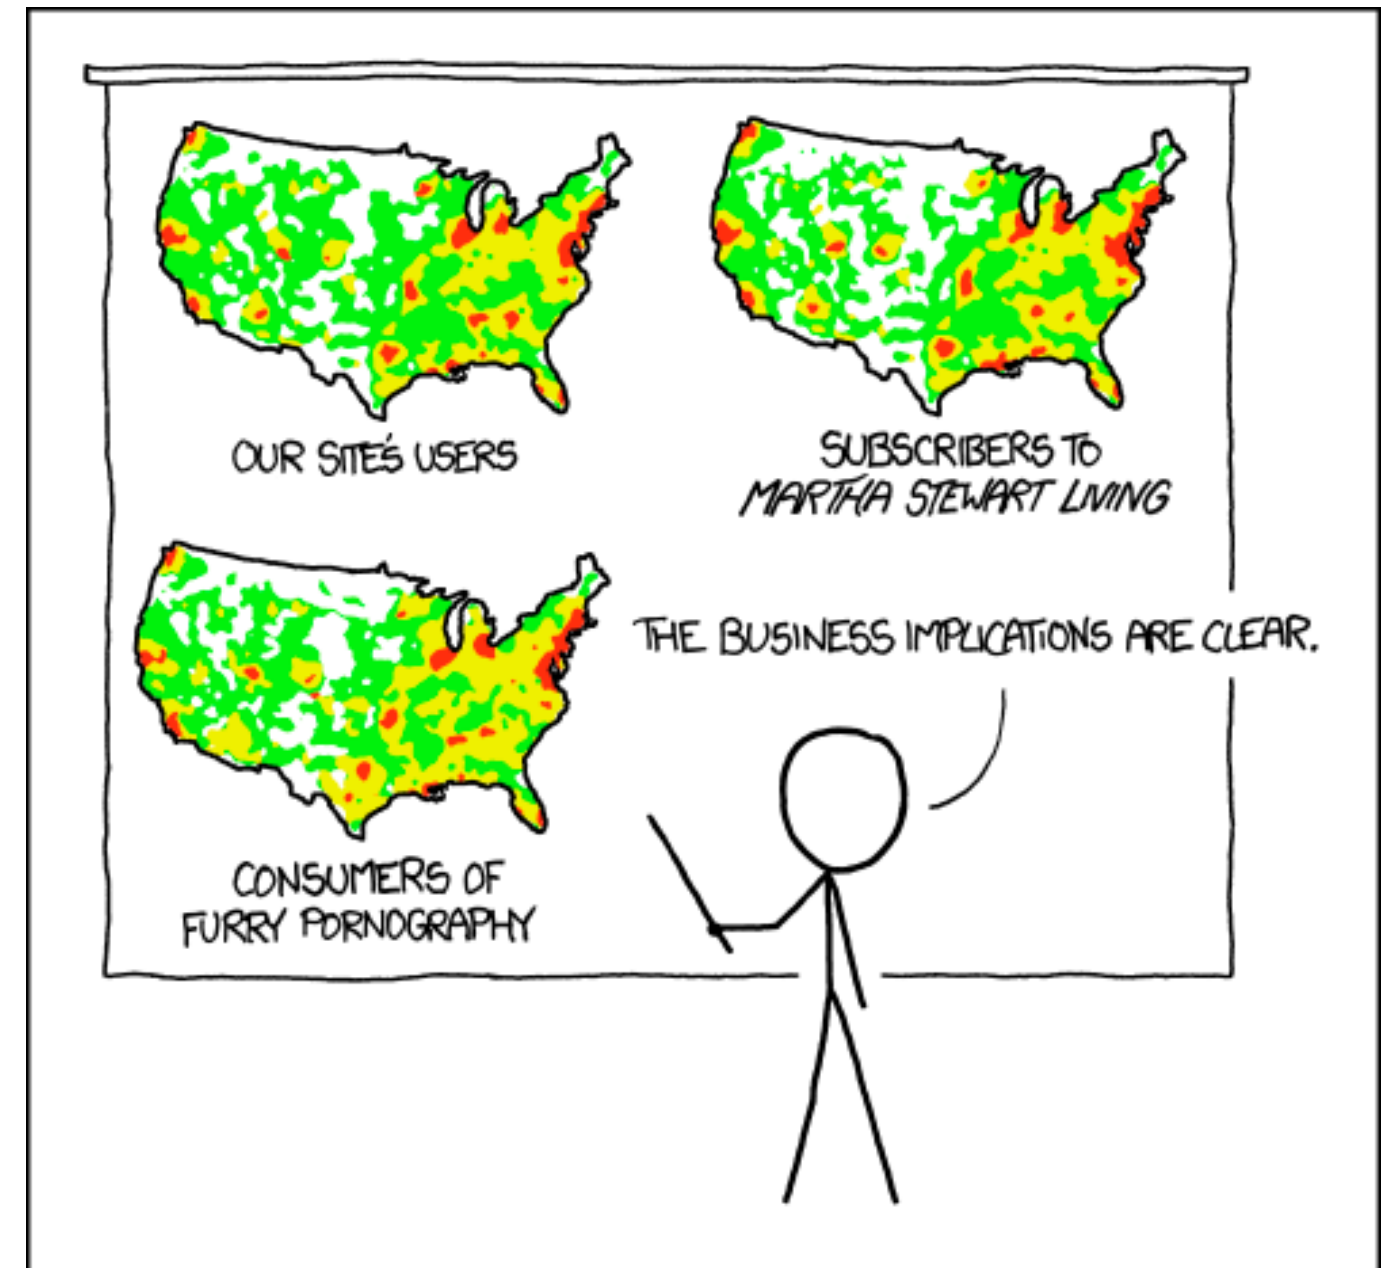 OUR SITE'S USERS
SUBSCRIBERS TO
MARTHA STEWART LIVING
THE BUSINESS IMPLICATIONS ARE CLEAR.
CONSUMERS OF
FURRY PORNOGRAPHY